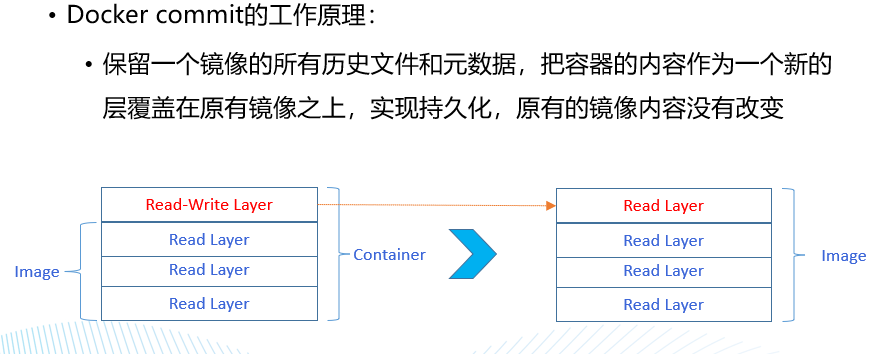 • Docker commit的工作原理：
• 保留一个镜像的所有历史文件和元数据，把容器的内容作为一个新的
层覆盖在原有镜像之上，实现持久化，原有的镜像内容没有改变
Read-Write Layer
Read Layer
Read Layer
Read Layer
Image
Container
Read Layer
Read Layer
Read Layer
Read Layer
Image